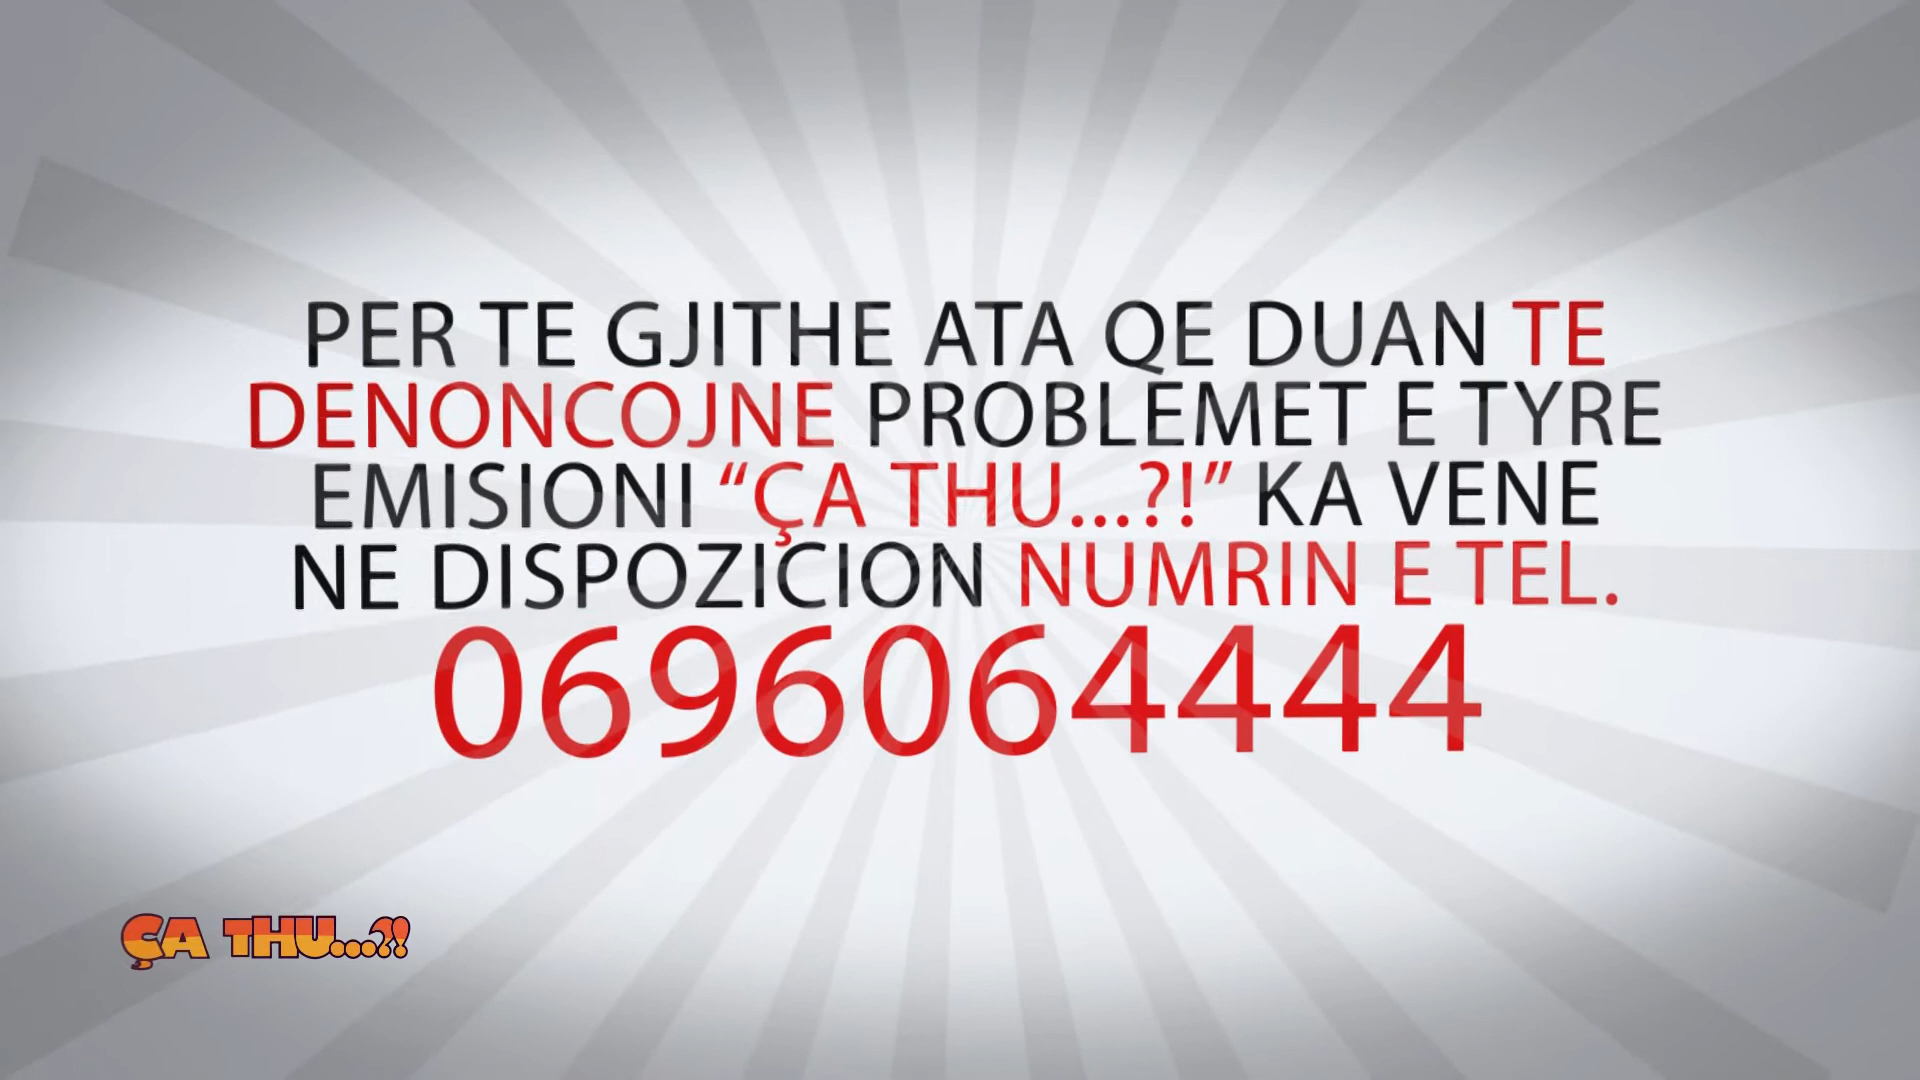 PER TE GJITHE ATA QE DUAN TE
DENONCOJNE PROBLEMET E TYRE
EMISIONI “ÇA THU...?!” KA VENE
NE DISPOZICION NUMRIN E TEL.
0696064444
ÇA THU...?!